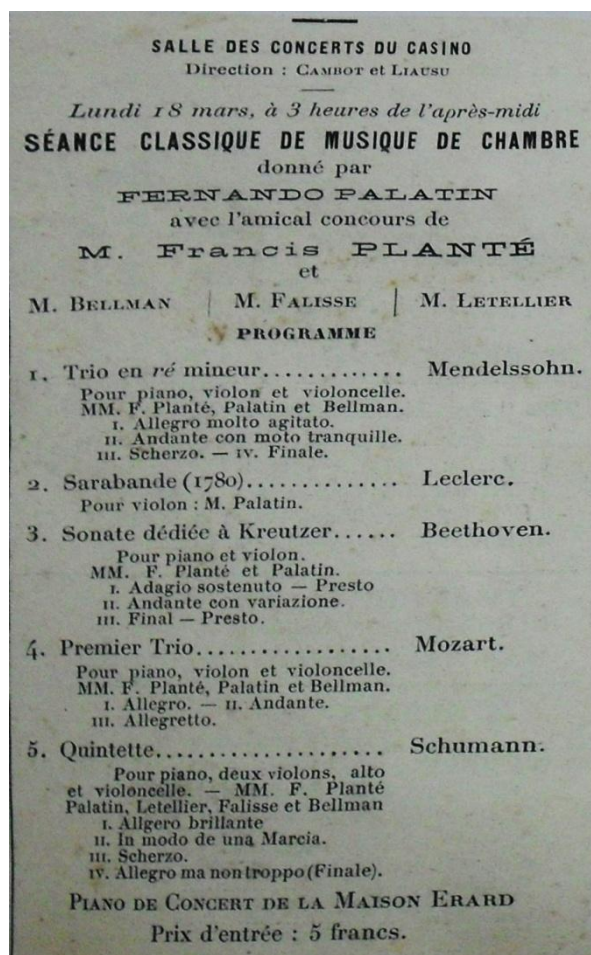 SALLE DES CONCERTS DU CASINO
Direction : CAMBOT et LIAUSU
Lundi 18 mars, à 3 heures de l'après-midi
SÉANCE CLASSIQUE DE MUSIQUE DE CHAMBRE
donné par
FERNANDO PALATIN
avec l'amical concours de
M. Francis PLANTÉ
et
M. BELLMAN | M. FALISSE | M. LETELLIER
PROGRAMME
1. Trio en ré mineur............. Mendelssohn.
Pour piano, violon et violoncelle.
MM. F. Planté, Palatin et Bellman.
I. Allegro molto agitato.
II. Andante con moto tranquille.
III. Scherzo. — IV. Finale.
2. Sarabande (1780).............. Leclerc.
Pour violon : M. Palatin.
3. Sonate dédiée à Kreutzer...... Beethoven.
Pour piano et violon.
MM. F. Planté et Palatin.
I. Adagio sostenuto — Presto
II. Andante con variazione.
III. Final — Presto.
4. Premier Trio.................. Mozart.
Pour piano, violon et violoncelle.
MM. F. Planté, Palatin et Bellman.
I. Allegro. — II. Andante.
III. Allegretto.
5. Quintette..................... Schumann.
Pour piano, deux violons, alto
et violoncelle. — MM. F. Planté
Palatin, Letellier, Falisse et Bellman
I. Allgero brillante
II. In modo de una Marcia.
III. Scherzo.
IV. Allegro ma non troppo (Finale).
PIANO DE CONCERT DE LA MAISON ERARD
Prix d'entrée : 5 francs.